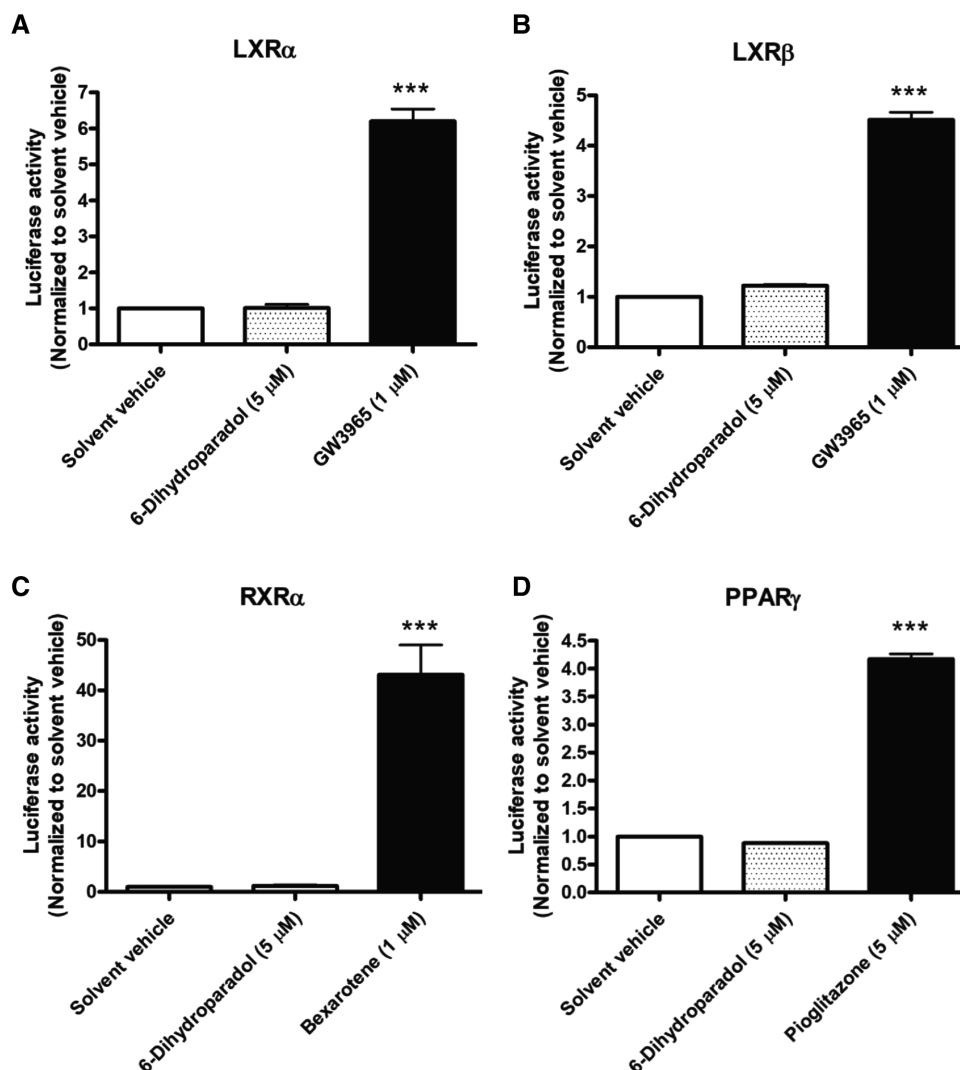 A
LXRα
Luciferase activity
(Normalized to solvent vehicle)
7
6
5
4
3
2
1
0
***
Solvent vehicle
6-Dihydroparadol (5 μM)
GW3965 (1 μM)
B
LXRβ
Luciferase activity
(Normalized to solvent vehicle)
5
4
3
2
1
0
***
Solvent vehicle
6-Dihydroparadol (5 μM)
GW3965 (1 μM)
C
RXRα
Luciferase activity
(Normalized to solvent vehicle)
50
40
30
20
10
0
***
Solvent vehicle
6-Dihydroparadol (5 μM)
Bexarotene (1 μM)
D
PPARγ
Luciferase activity
(Normalized to solvent vehicle)
4.5
4.0
3.5
3.0
2.5
2.0
1.5
1.0
0.5
0.0
***
Solvent vehicle
6-Dihydroparadol (5 μM)
Pioglitazone (5 μM)